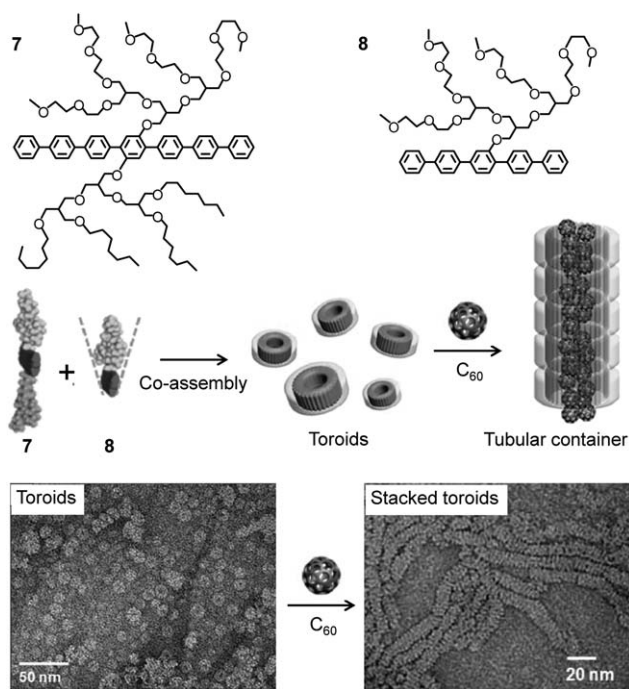 7
8
+
Co-assembly
C60
7
8
Toroids
Tubular container
Toroids
Stacked toroids
C60
50 nm
20 nm